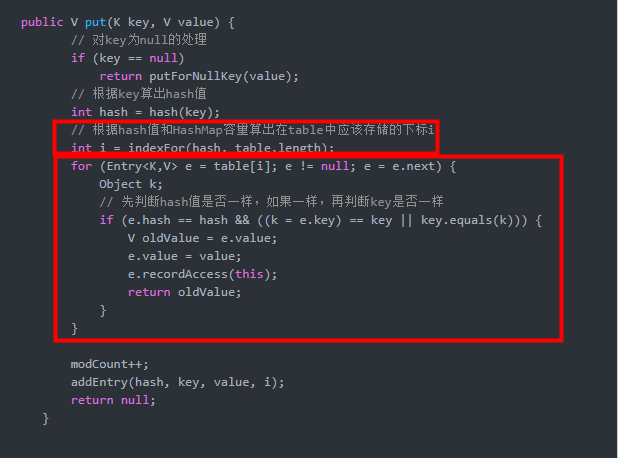 public V put(K key, V value) {
// 对key为null的处理
if (key == null)
return putForNullKey(value);
// 根据key算出hash值
int hash = hash(key);
// 根据hash值和HashMap容量算出在table中应该存储的下标i
int i = indexFor(hash, table.length);
for (Entry<K,V> e = table[i]; e != null; e = e.next) {
Object k;
// 先判断hash值是否一样，如果一样，再判断key是否一样
if (e.hash == hash && ((k = e.key) == key || key.equals(k))) {
V oldValue = e.value;
e.value = value;
e.recordAccess(this);
return oldValue;
}
}
modCount++;
addEntry(hash, key, value, i);
return null;
}